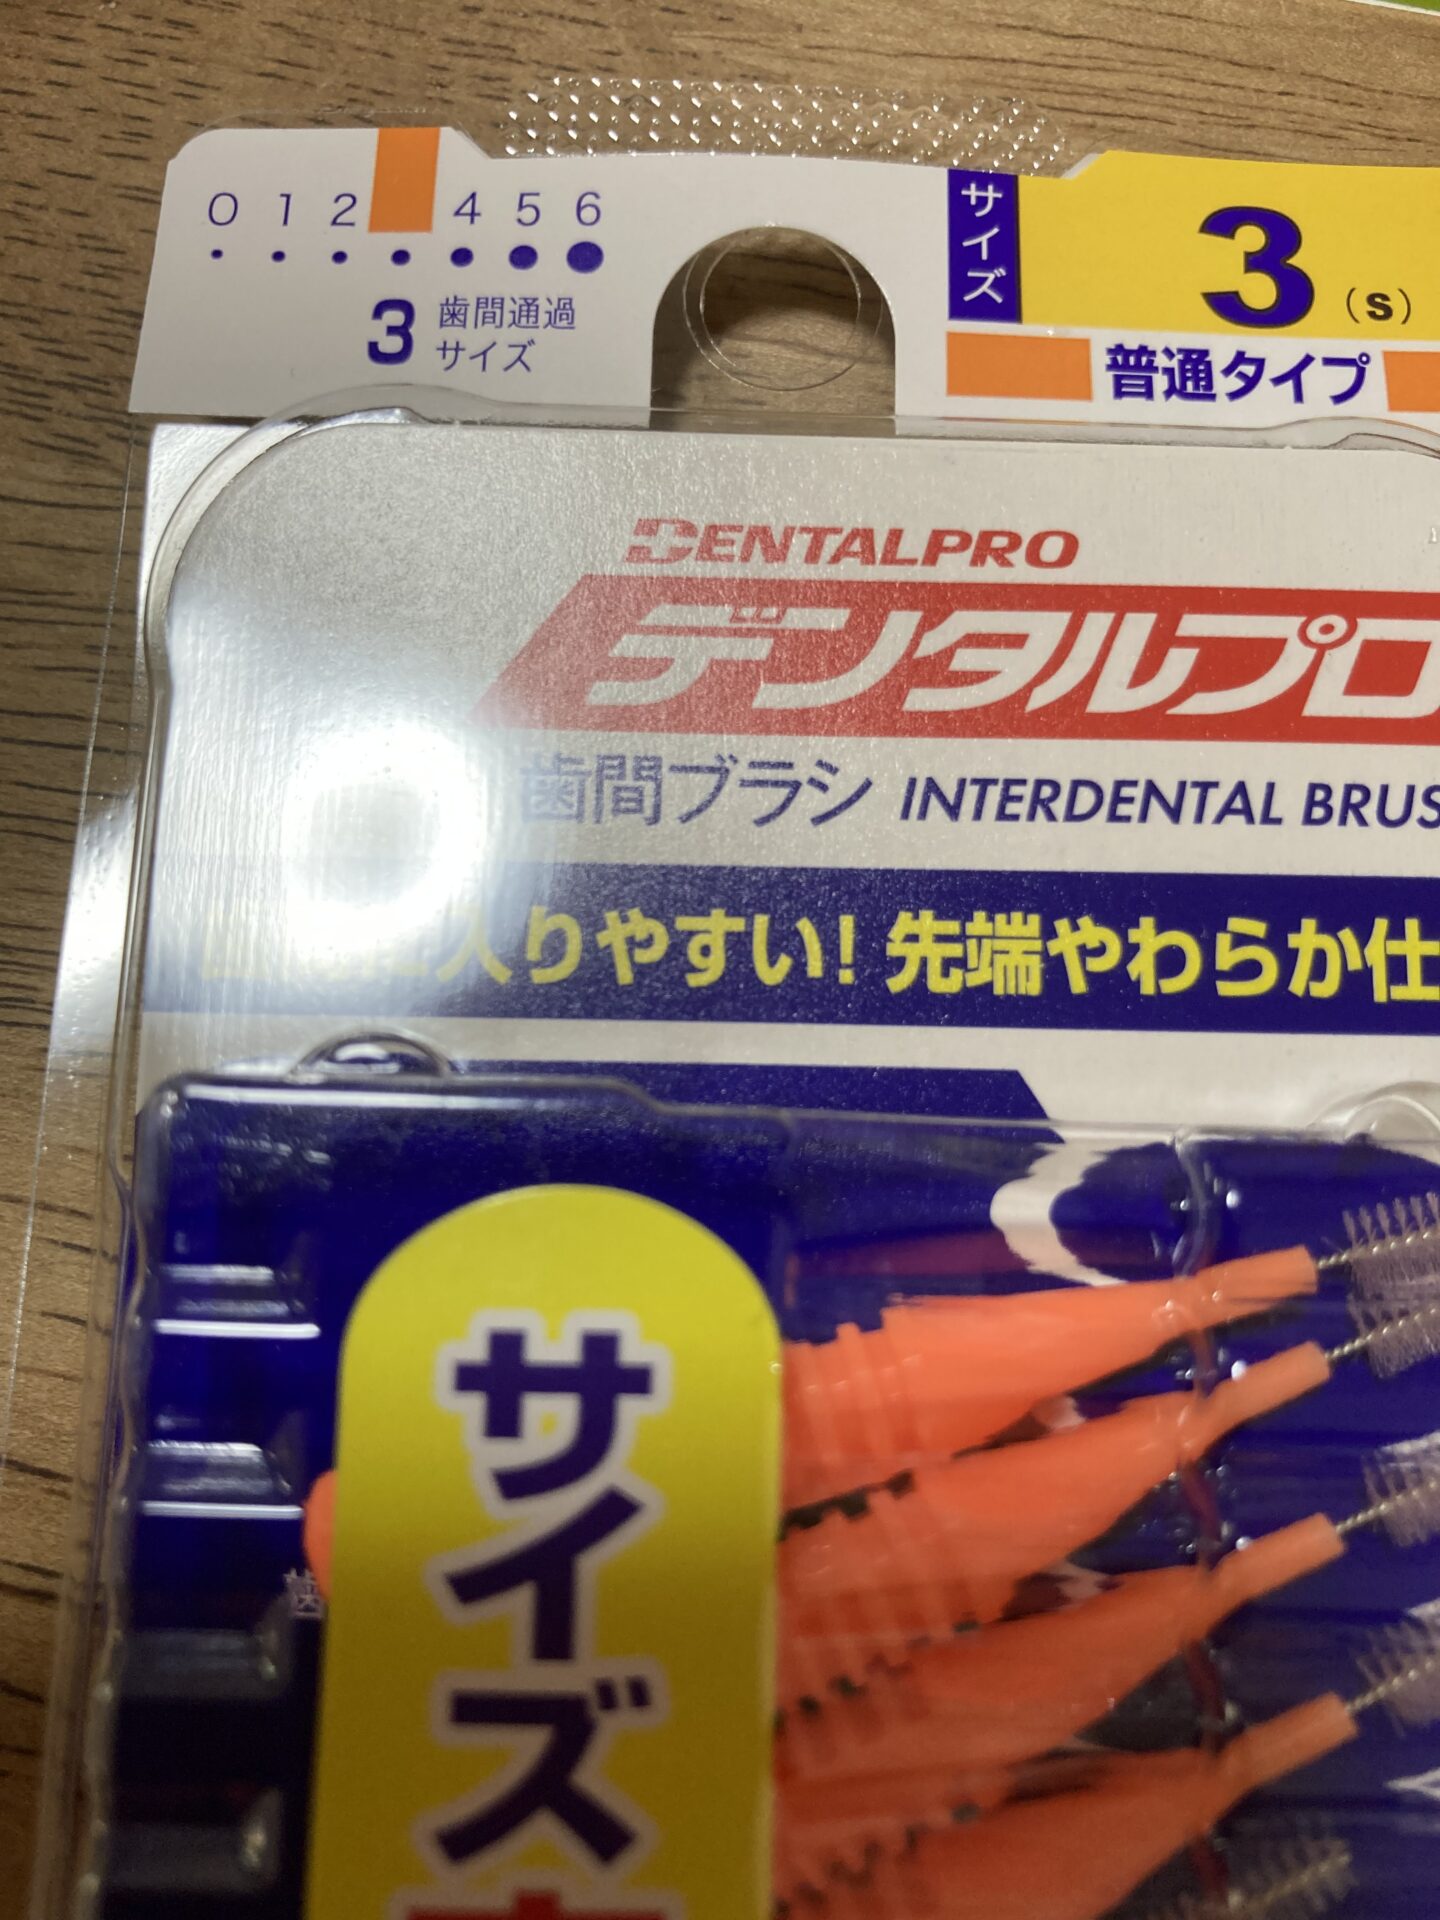 0 1 2 4 5 6
3 歯間通過
サイズ
サイズ
3 (S)
普通タイプ
DENTALPRO
デンタルプロ
歯間ブラシ INTERDENTAL BRUS
入りやすい! 先端やわらか仕
サイズ
歯